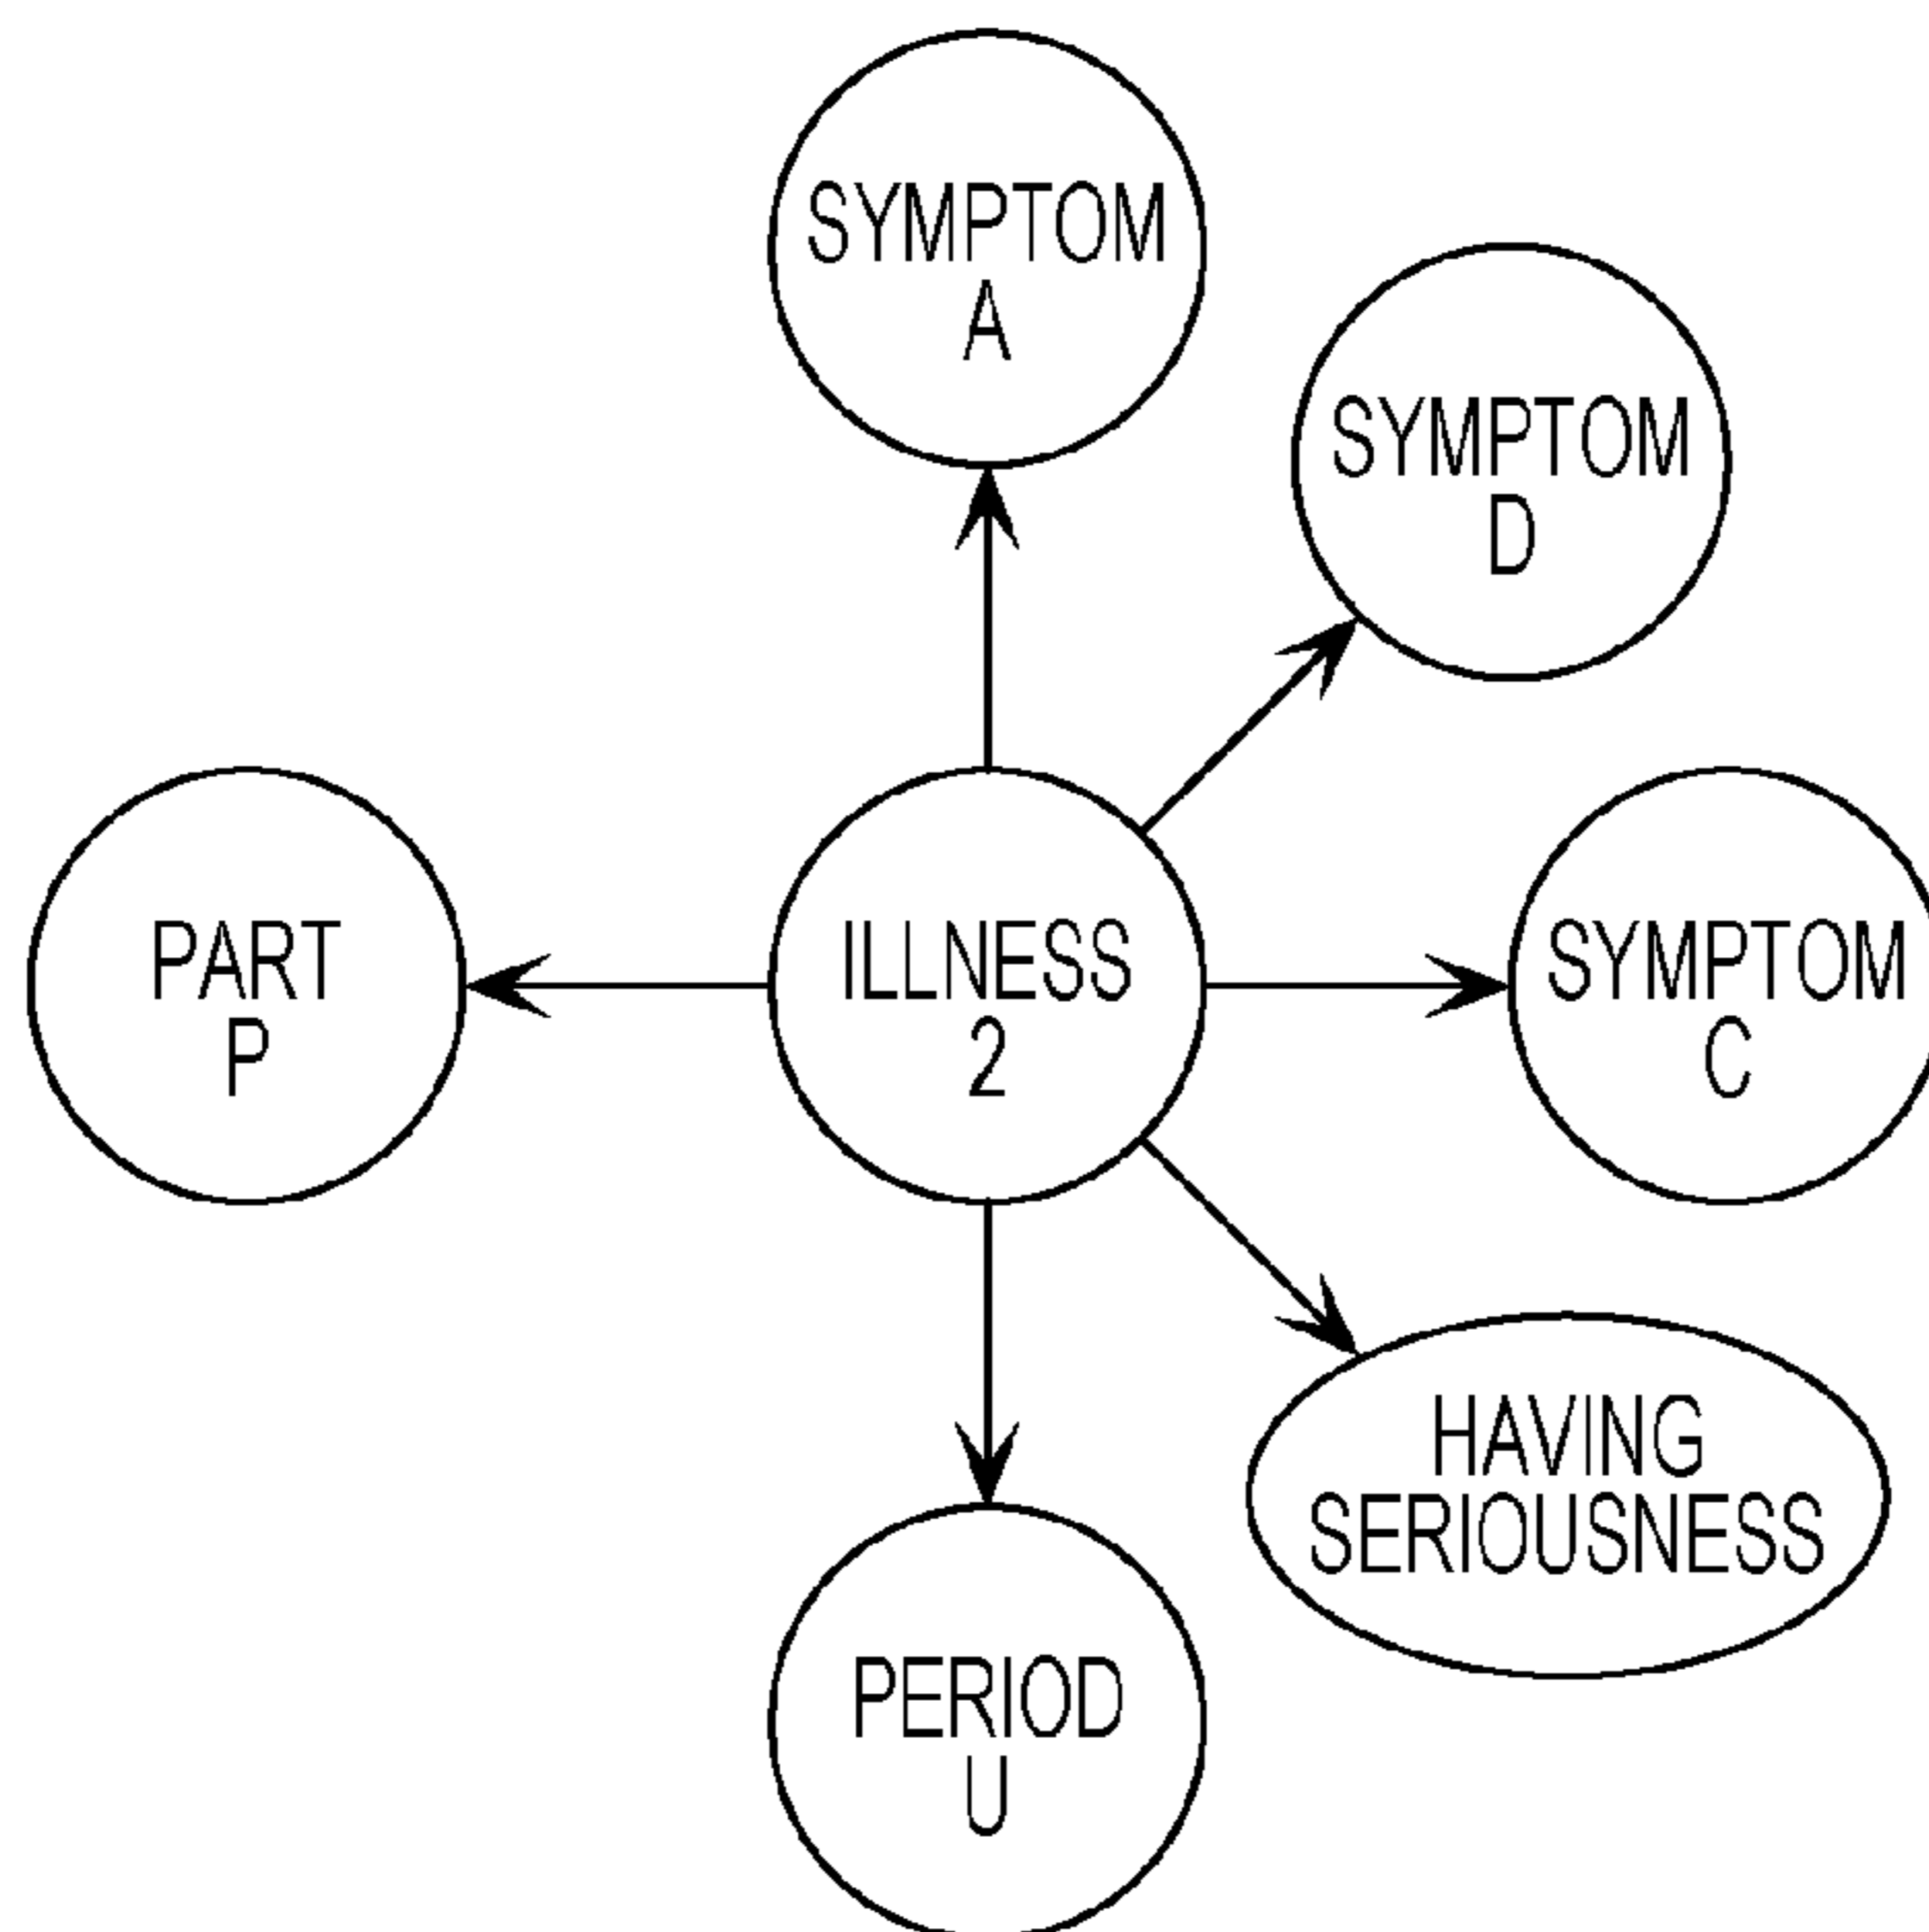 SYMPTOM
A
SYMPTOM
D
PART
P
ILLNESS
2
SYMPTOM
C
HAVING
SERIOUSNESS
PERIOD
U